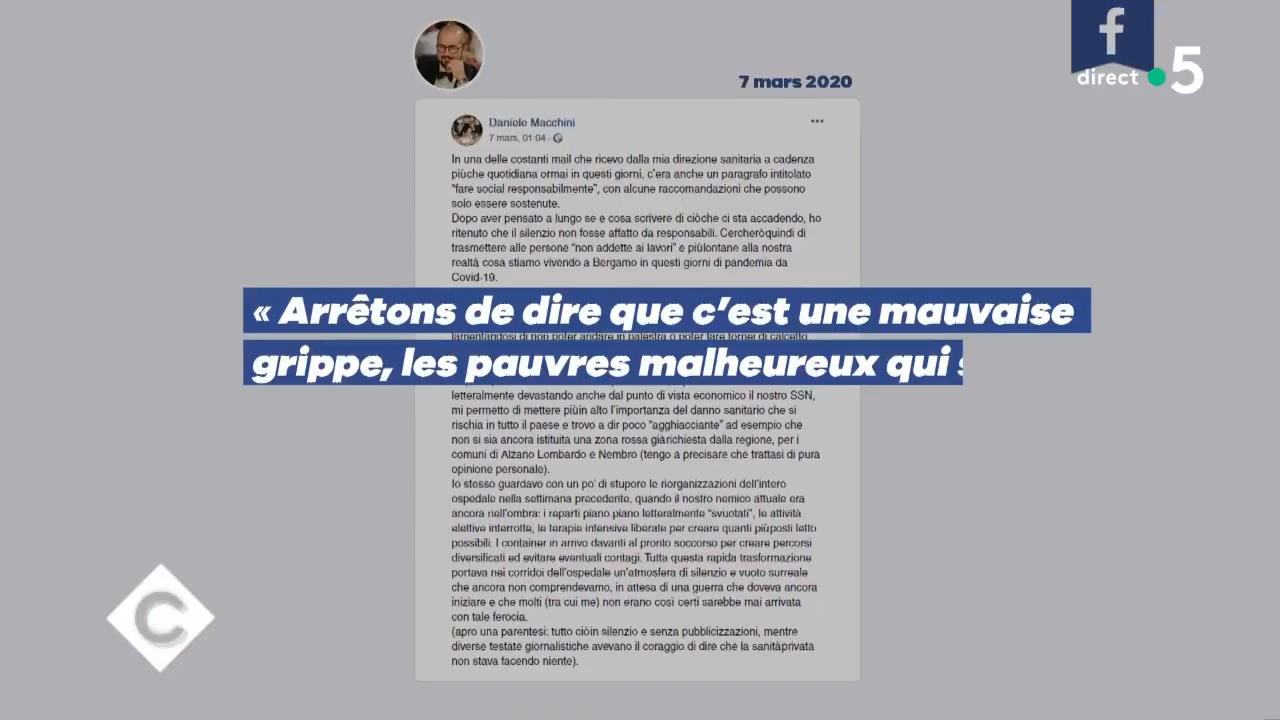 f
direct 5
7 mars 2020
Daniele Macchini
7 mars, 01:04 ·
In una delle costanti mail che ricevo dalla mia direzione sanitaria a cadenza
piùche quotidiana ormai in questi giorni, c'era anche un paragrafo intitolato
“fare social responsabilmente”, con alcune raccomandazioni che possono
solo essere sostenute.
Dopo aver pensato a lungo se e cosa scrivere di ciòche ci sta accadendo, ho
ritenuto che il silenzio non fosse affatto da responsabili. Cercheròquindi di
trasmettere alle persone “non addette ai lavori” e piùlontane alla nostra
realtà, cosa stiamo vivendo a Bergamo in questi giorni di pandemia da
Covid-19.
« Arrêtons de dire que c’est une mauvaise
lamentandosi di non poter andare in palestra o poter fare tornei di calcetto
grippe, les pauvres malheureux qui
letteralmente devastando anche dal punto di vista economico il nostro SSN,
mi permetto di mettere piùin alto l’importanza del danno sanitario che si
rischia in tutto il paese e trovo a dir poco “agghiacciante” ad esempio che
non si sia ancora istituita una zona rossa giàrichiesta dalla regione, per i
comuni di Alzano Lombardo e Nembro (tengo a precisare che trattasi di pura
opinione personale).
Io stesso guardavo con un po’ di stupore le riorganizzazioni dell’intero
ospedale nella settimana precedente, quando il nostro nemico attuale era
ancora nell’ombra: i reparti piano piano letteralmente “svuotati”, le attività
elettive interrotte, le terapie intensive liberate per creare quanti piùposti letto
possibili. I container in arrivo davanti al pronto soccorso per creare percorsi
diversificati ed evitare eventuali contagi. Tutta questa rapida trasformazione
portava nei corridoi dell’ospedale un’atmosfera di silenzio e vuoto surreale
che ancora non comprendevamo, in attesa di una guerra che doveva ancora
iniziare e che molti (tra cui me) non erano così certi sarebbe mai arrivata
con tale ferocia.
(apro una parentesi: tutto ciòin silenzio e senza pubblicizzazioni, mentre
diverse testate giornalistiche avevano il coraggio di dire che la sanitàprivata
non stava facendo niente).
C